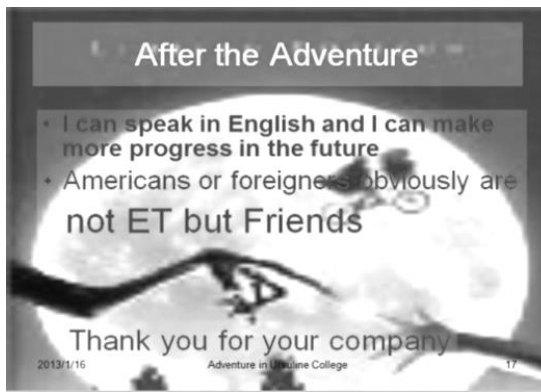 After the Adventure
• I can speak in English and I can make
more progress in the future
• Americans or foreigners obviously are
not ET but Friends
Thank you for your company
2013/1/16 Adventure in Ursuline College 17